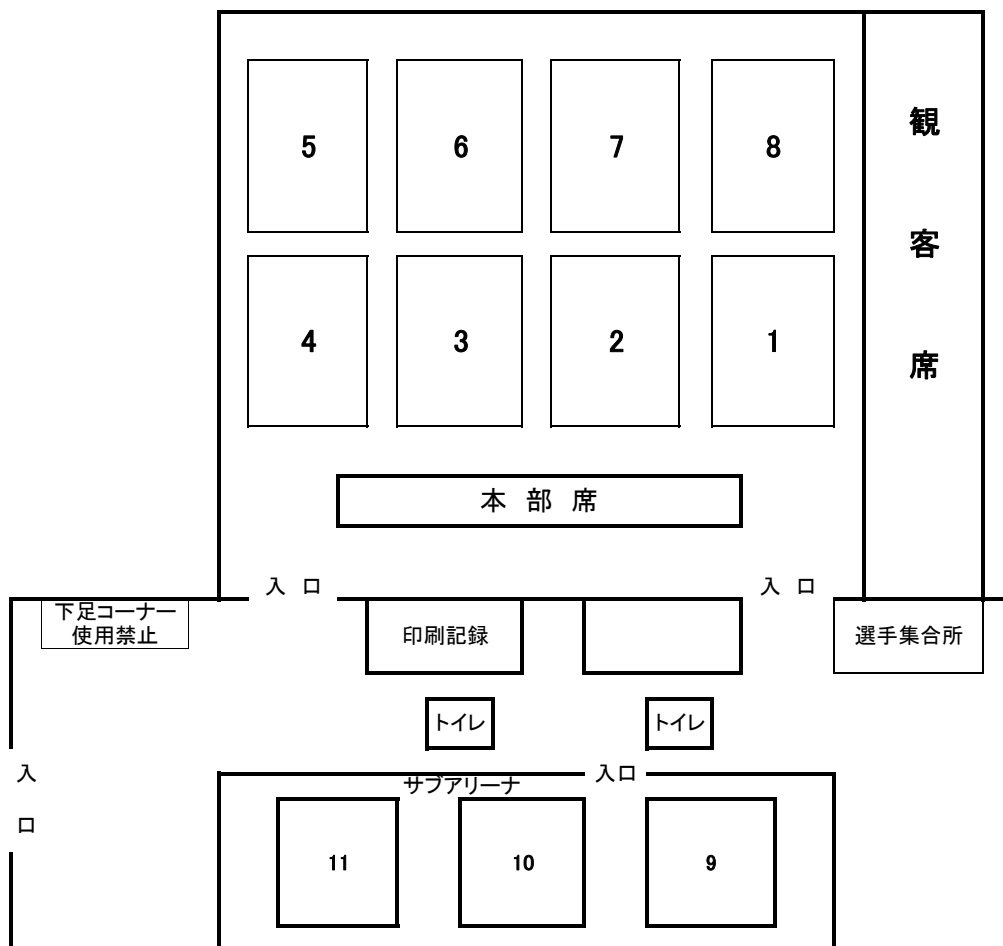 5 6 7 8
観客席
4 3 2 1
本 部 席
入 口
入 口
下足コーナー
使用禁止
印刷記録
選手集合所
トイレ
トイレ
入口
サブアリーナ
入口
11 10 9